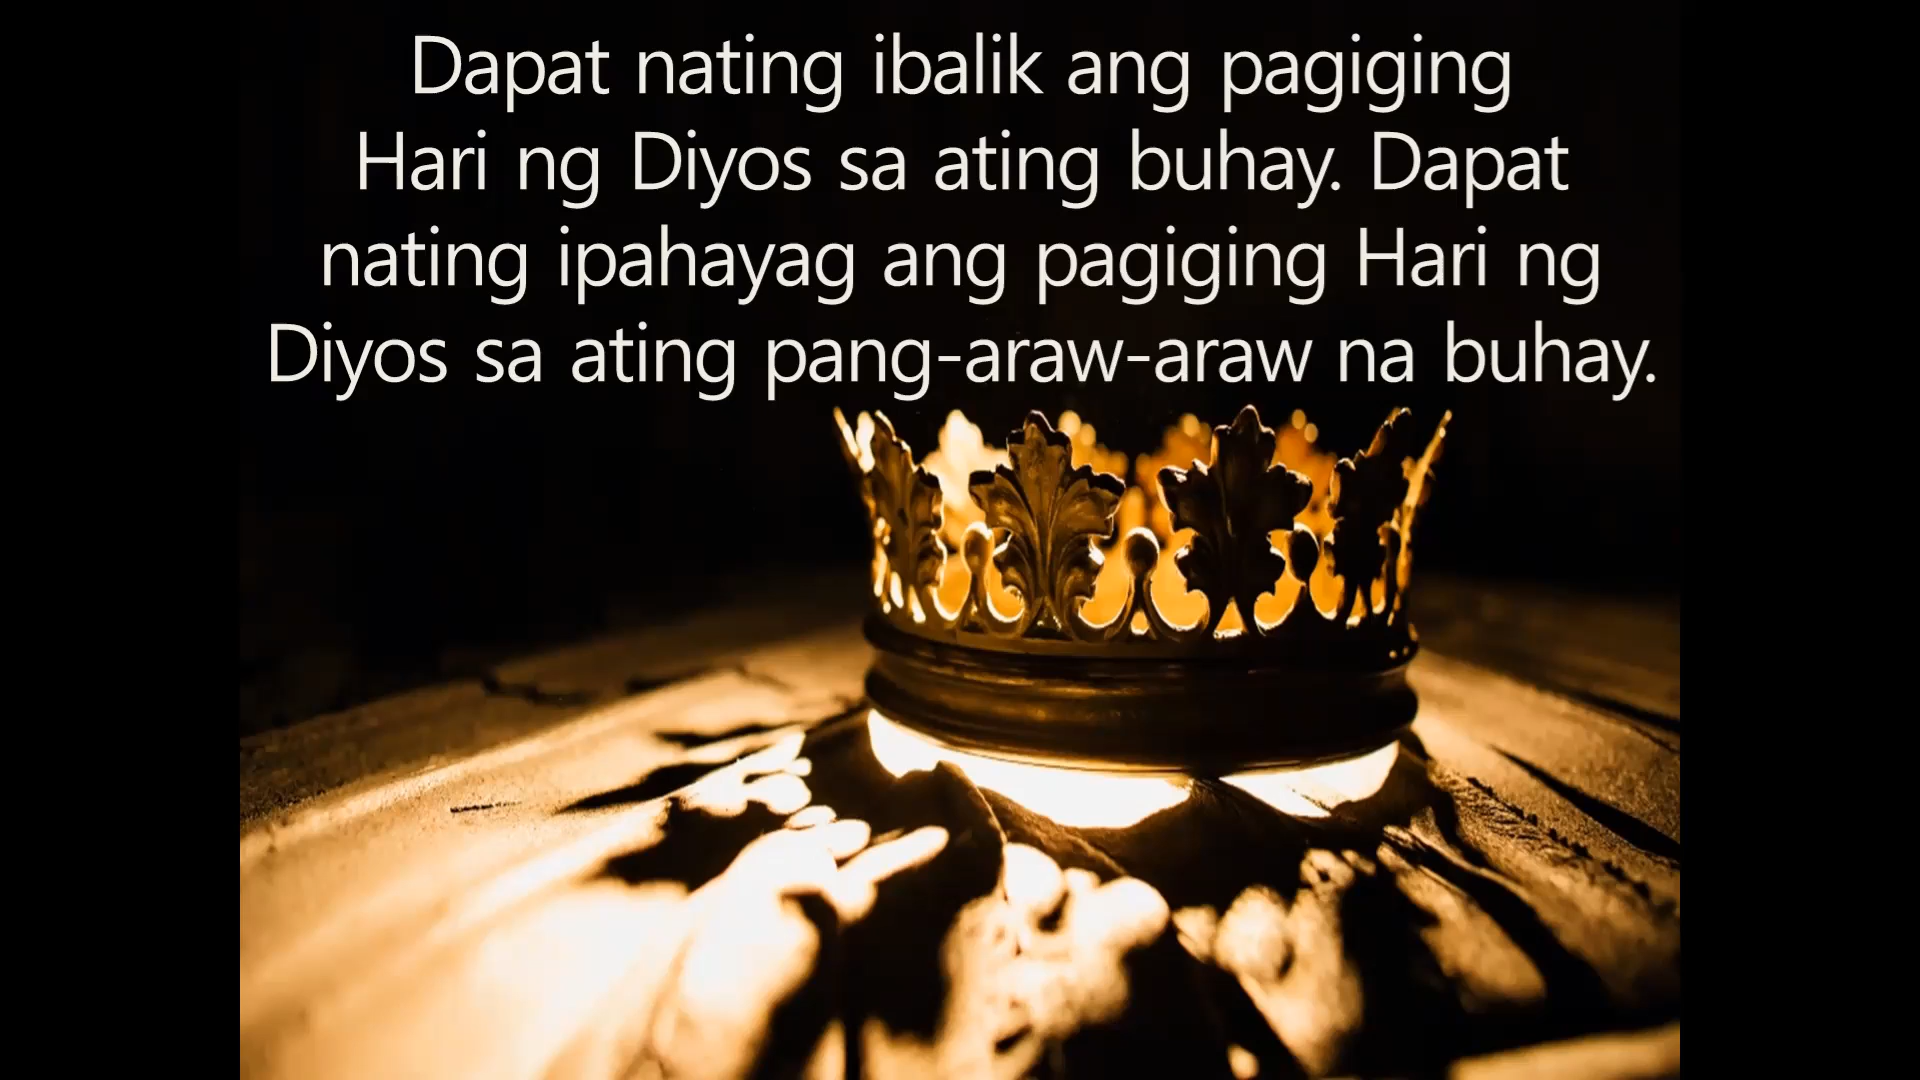 Dapat nating ibalik ang pagiging
Hari ng Diyos sa ating buhay. Dapat
nating ipahayag ang pagiging Hari ng
Diyos sa ating pang-araw-araw na buhay.